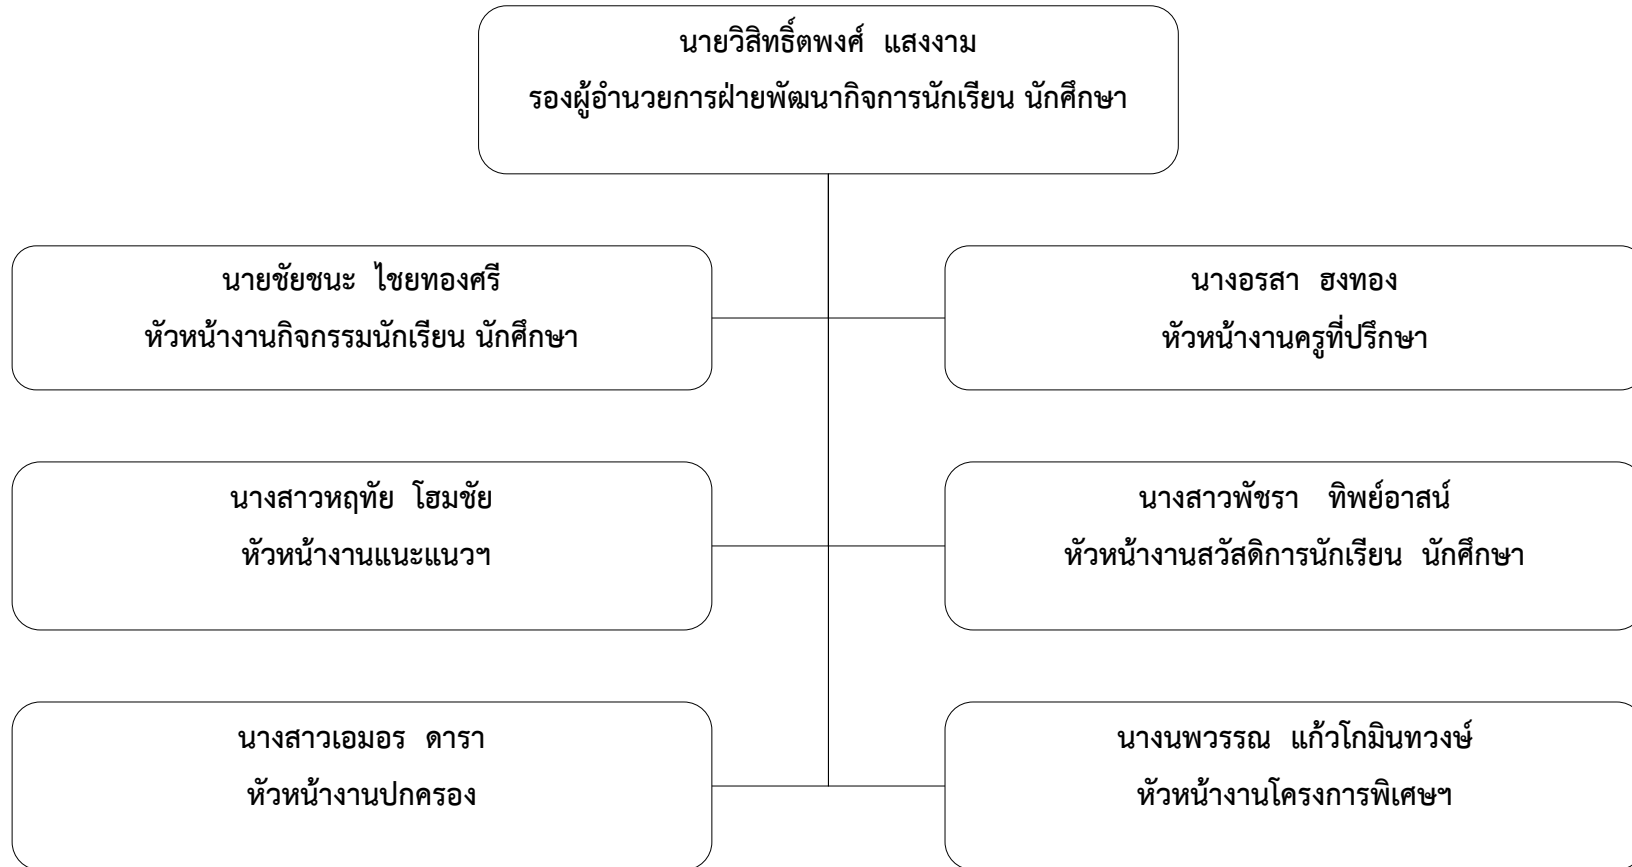 นายวิสิทธิ์ตพงศ์ แสงงาม
รองผู้อำนวยการฝ่ายพัฒนากิจการนักเรียน นักศึกษา
นายชัยชนะ ไชยทองศรี
หัวหน้างานกิจกรรมนักเรียน นักศึกษา
นางอรสา ฮงทอง
หัวหน้างานครูที่ปรึกษา
นางสาวหฤทัย โฮมชัย
หัวหน้างานแนะแนวฯ
นางสาวพัชรา ทิพย์อาสน์
หัวหน้างานสวัสดิการนักเรียน นักศึกษา
นางสาวเอมอร ดารา
หัวหน้างานปกครอง
นางนพวรรณ แก้วโกมินทวงษ์
หัวหน้างานโครงการพิเศษฯ